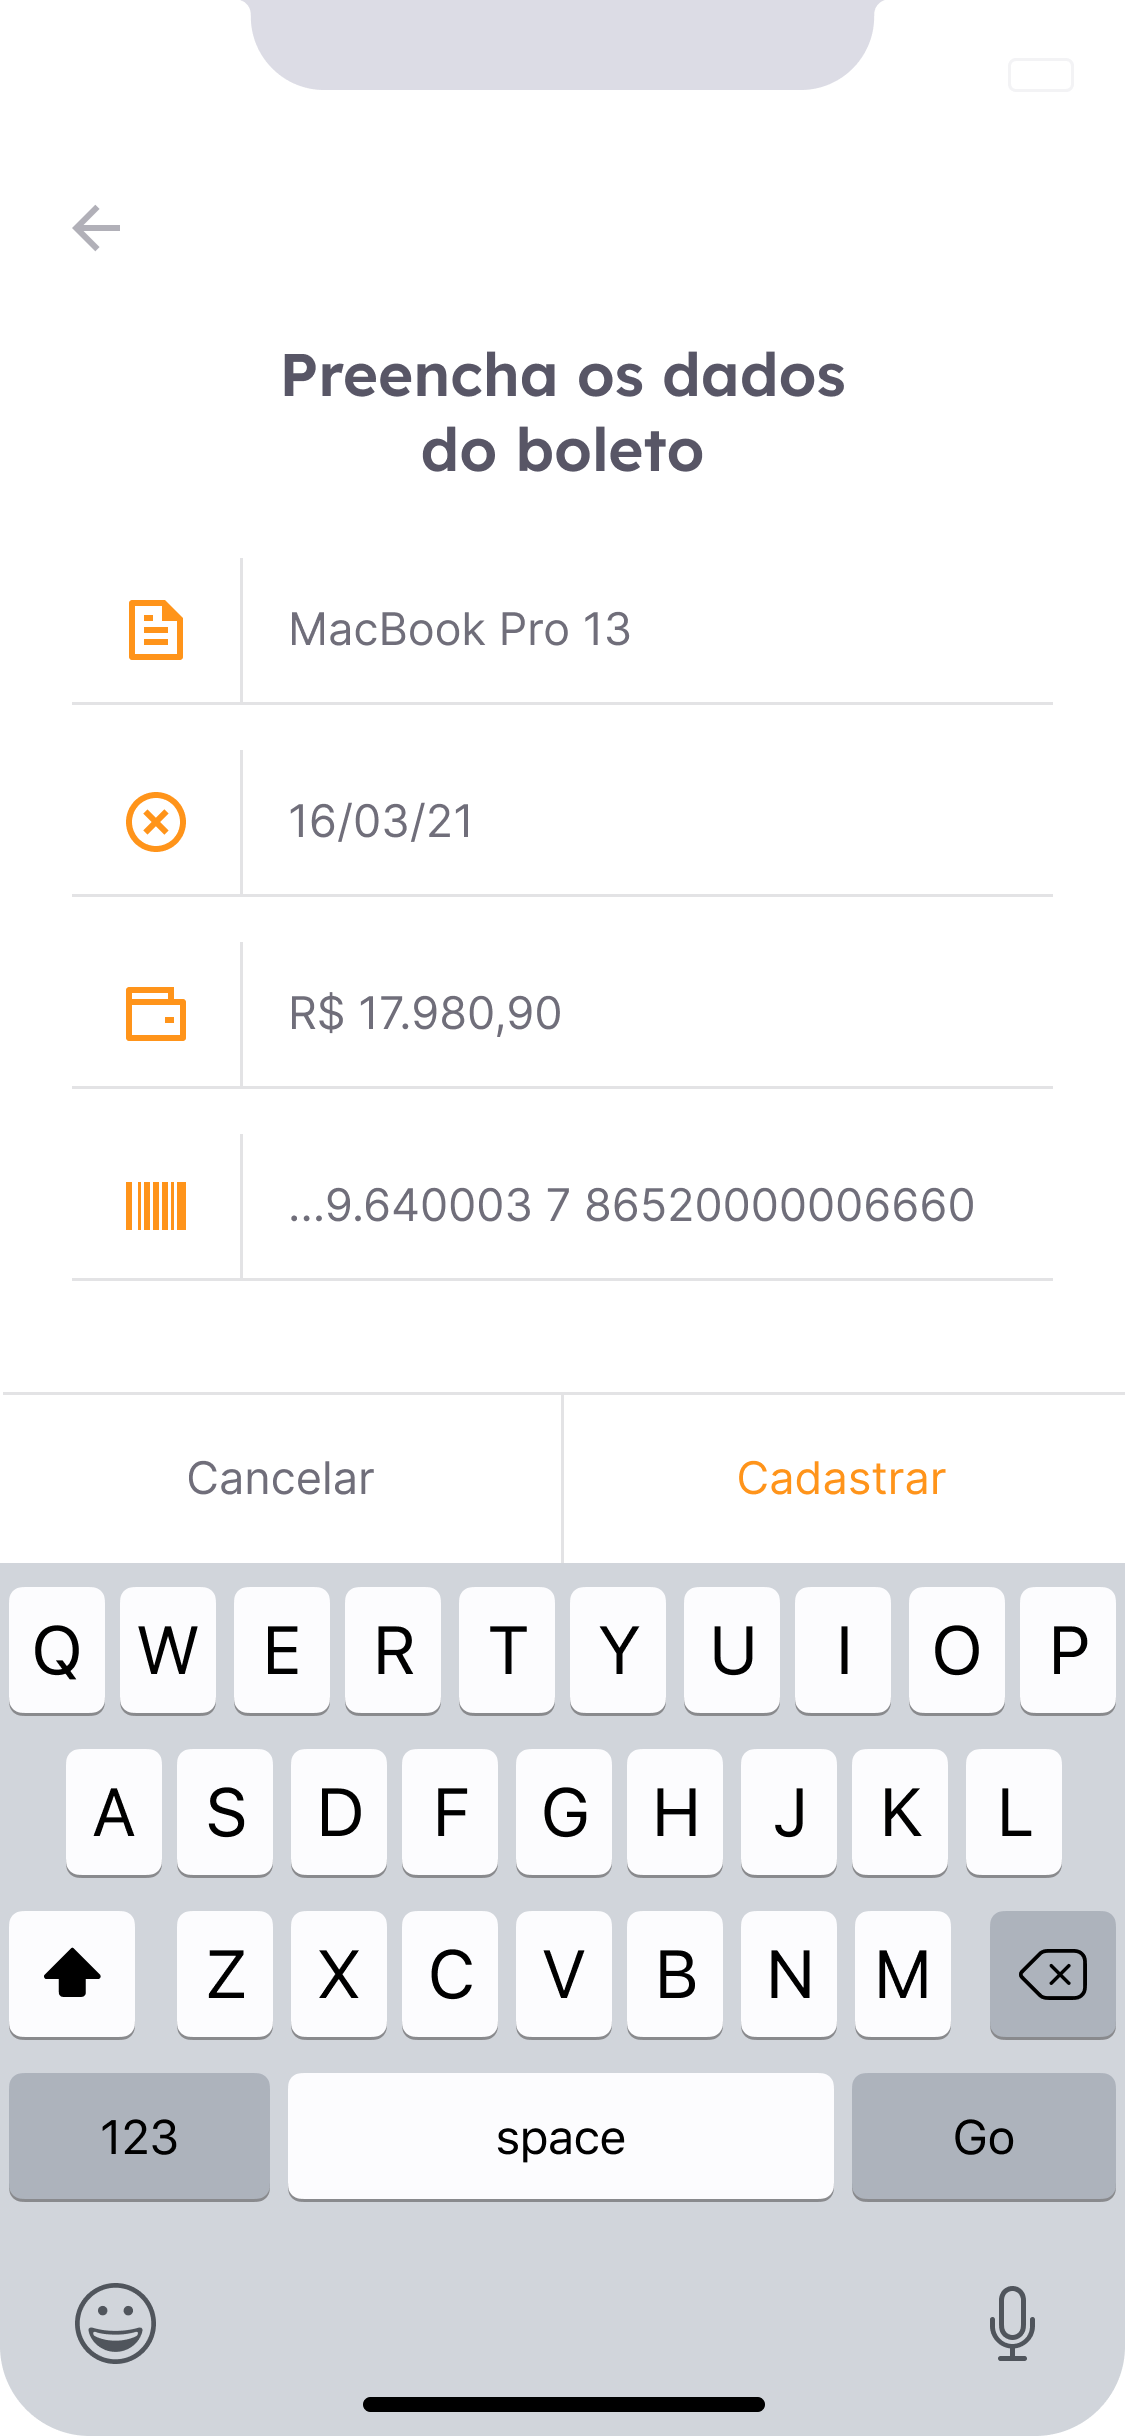 Preencha os dados
do boleto
MacBook Pro 13
16/03/21
R$ 17.980,90
...9.640003 7 86520000006660
Cancelar
Cadastrar
Q W E R T Y U I O P
A S D F G H J K L
Z X C V B N M
123
space
Go